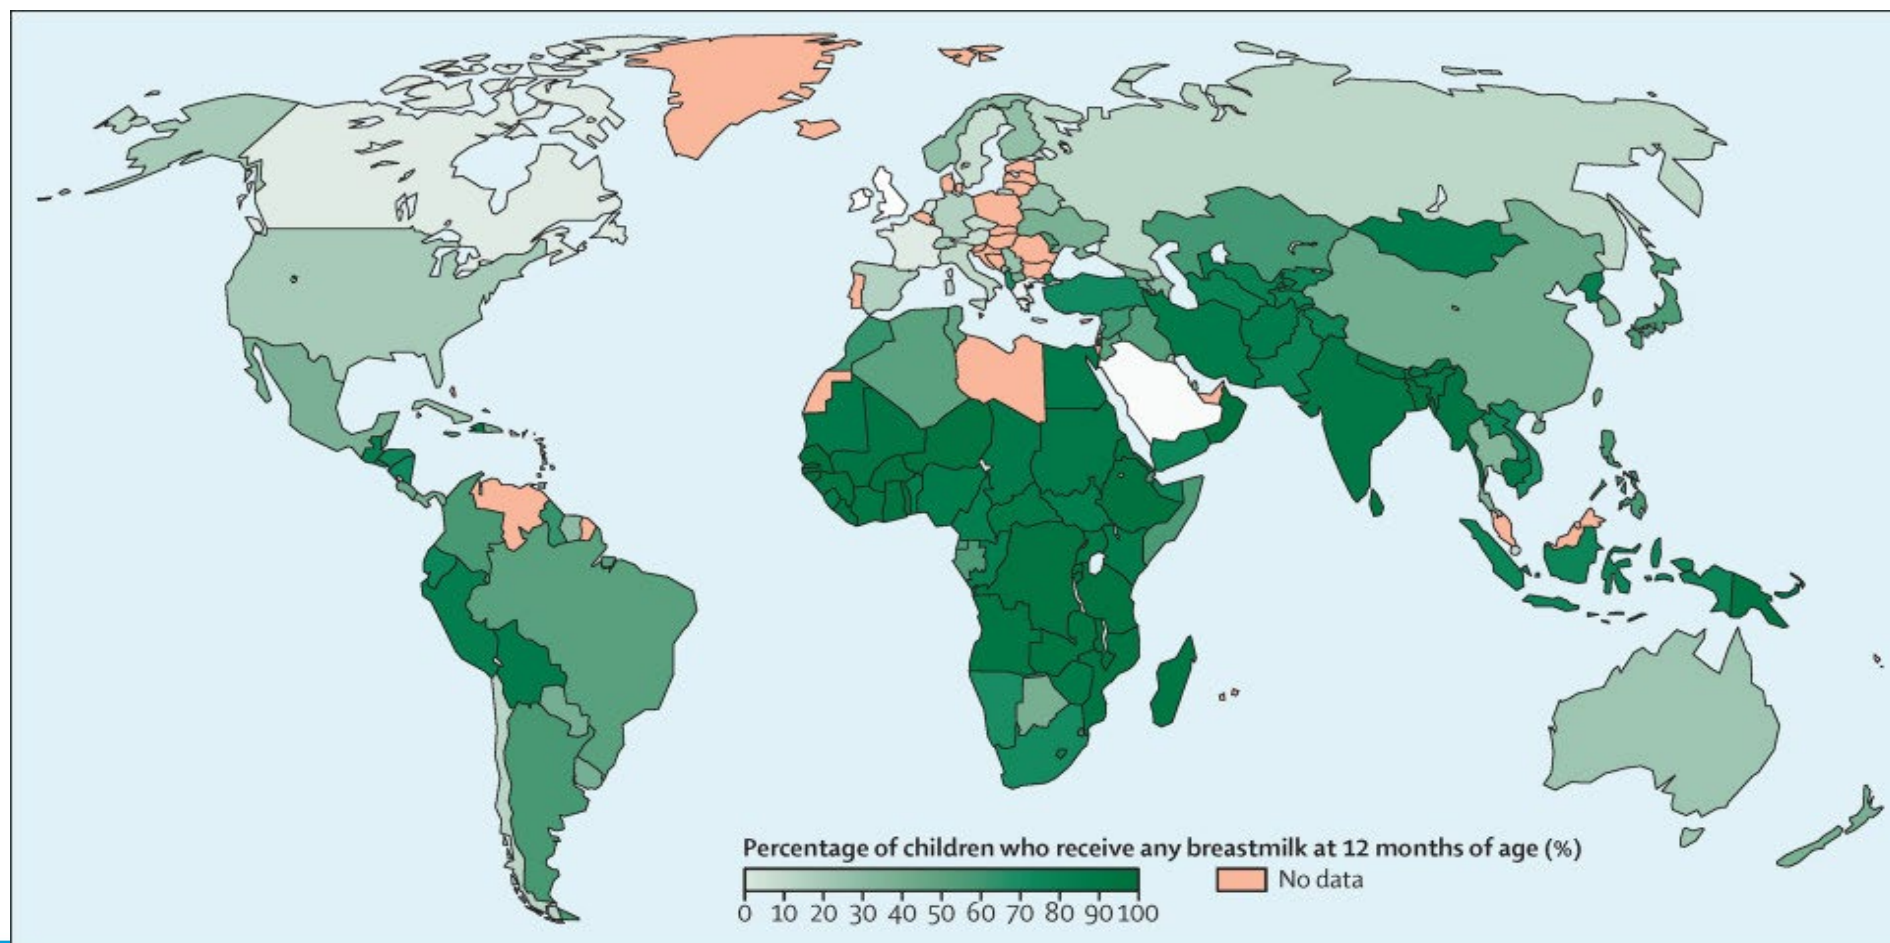 Percentage of children who receive any breastmilk at 12 months of age (%)
No data
0 10 20 30 40 50 60 70 80 90 100